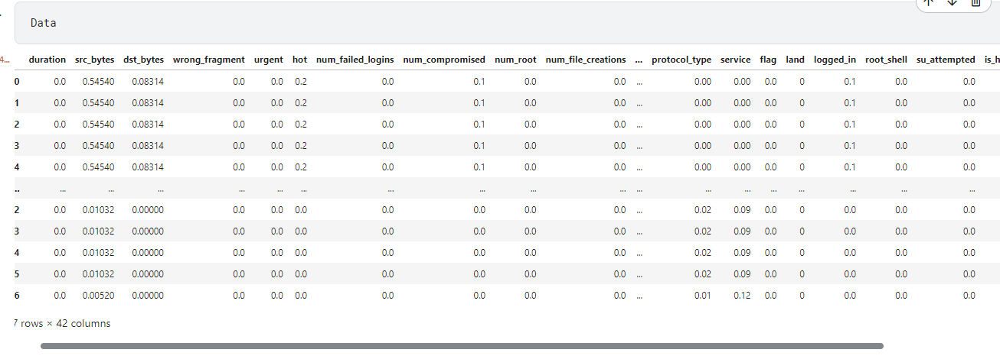 Data
4...
duration src_bytes dst_bytes wrong_fragment urgent hot num_failed_logins num_compromised num_root num_file_creations ... protocol_type service flag land logged_in root_shell su_attempted is_h
0 0.0 0.54540 0.08314 0.0 0.0 0.2 0.0 0.1 0.0 0.0 ... 0.00 0.00 0.0 0 0.1 0.0 0.0
1 0.0 0.54540 0.08314 0.0 0.0 0.2 0.0 0.1 0.0 0.0 ... 0.00 0.00 0.0 0 0.1 0.0 0.0
2 0.0 0.54540 0.08314 0.0 0.0 0.2 0.0 0.1 0.0 0.0 ... 0.00 0.00 0.0 0 0.1 0.0 0.0
3 0.0 0.54540 0.08314 0.0 0.0 0.2 0.0 0.1 0.0 0.0 ... 0.00 0.00 0.0 0 0.1 0.0 0.0
4 0.0 0.54540 0.08314 0.0 0.0 0.2 0.0 0.1 0.0 0.0 ... 0.00 0.00 0.0 0 0.1 0.0 0.0
.. ... ... ... ... ... ... ... ... ... ... ... ... ... ... ... ... ... ...
2 0.0 0.01032 0.00000 0.0 0.0 0.0 0.0 0.0 0.0 0.0 ... 0.02 0.09 0.0 0 0.0 0.0 0.0
3 0.0 0.01032 0.00000 0.0 0.0 0.0 0.0 0.0 0.0 0.0 ... 0.02 0.09 0.0 0 0.0 0.0 0.0
4 0.0 0.01032 0.00000 0.0 0.0 0.0 0.0 0.0 0.0 0.0 ... 0.02 0.09 0.0 0 0.0 0.0 0.0
5 0.0 0.01032 0.00000 0.0 0.0 0.0 0.0 0.0 0.0 0.0 ... 0.02 0.09 0.0 0 0.0 0.0 0.0
6 0.0 0.00520 0.00000 0.0 0.0 0.0 0.0 0.0 0.0 0.0 ... 0.01 0.12 0.0 0 0.0 0.0 0.0
7 rows × 42 columns